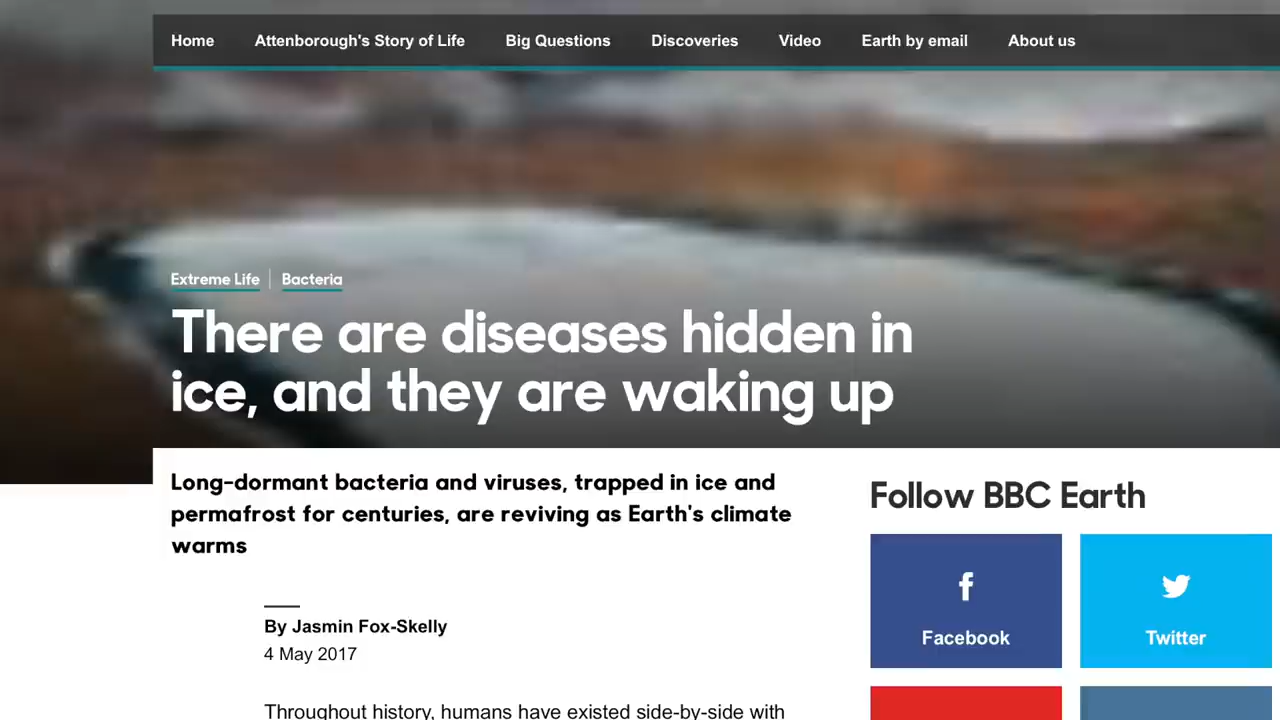 Home Attenborough's Story of Life Big Questions Discoveries Video Earth by email About us
Extreme Life | Bacteria
There are diseases hidden in
ice, and they are waking up
Long-dormant bacteria and viruses, trapped in ice and
permafrost for centuries, are reviving as Earth's climate
warms
By Jasmin Fox-Skelly
4 May 2017
Throughout history, humans have existed side-by-side with
Follow BBC Earth
Facebook Twitter